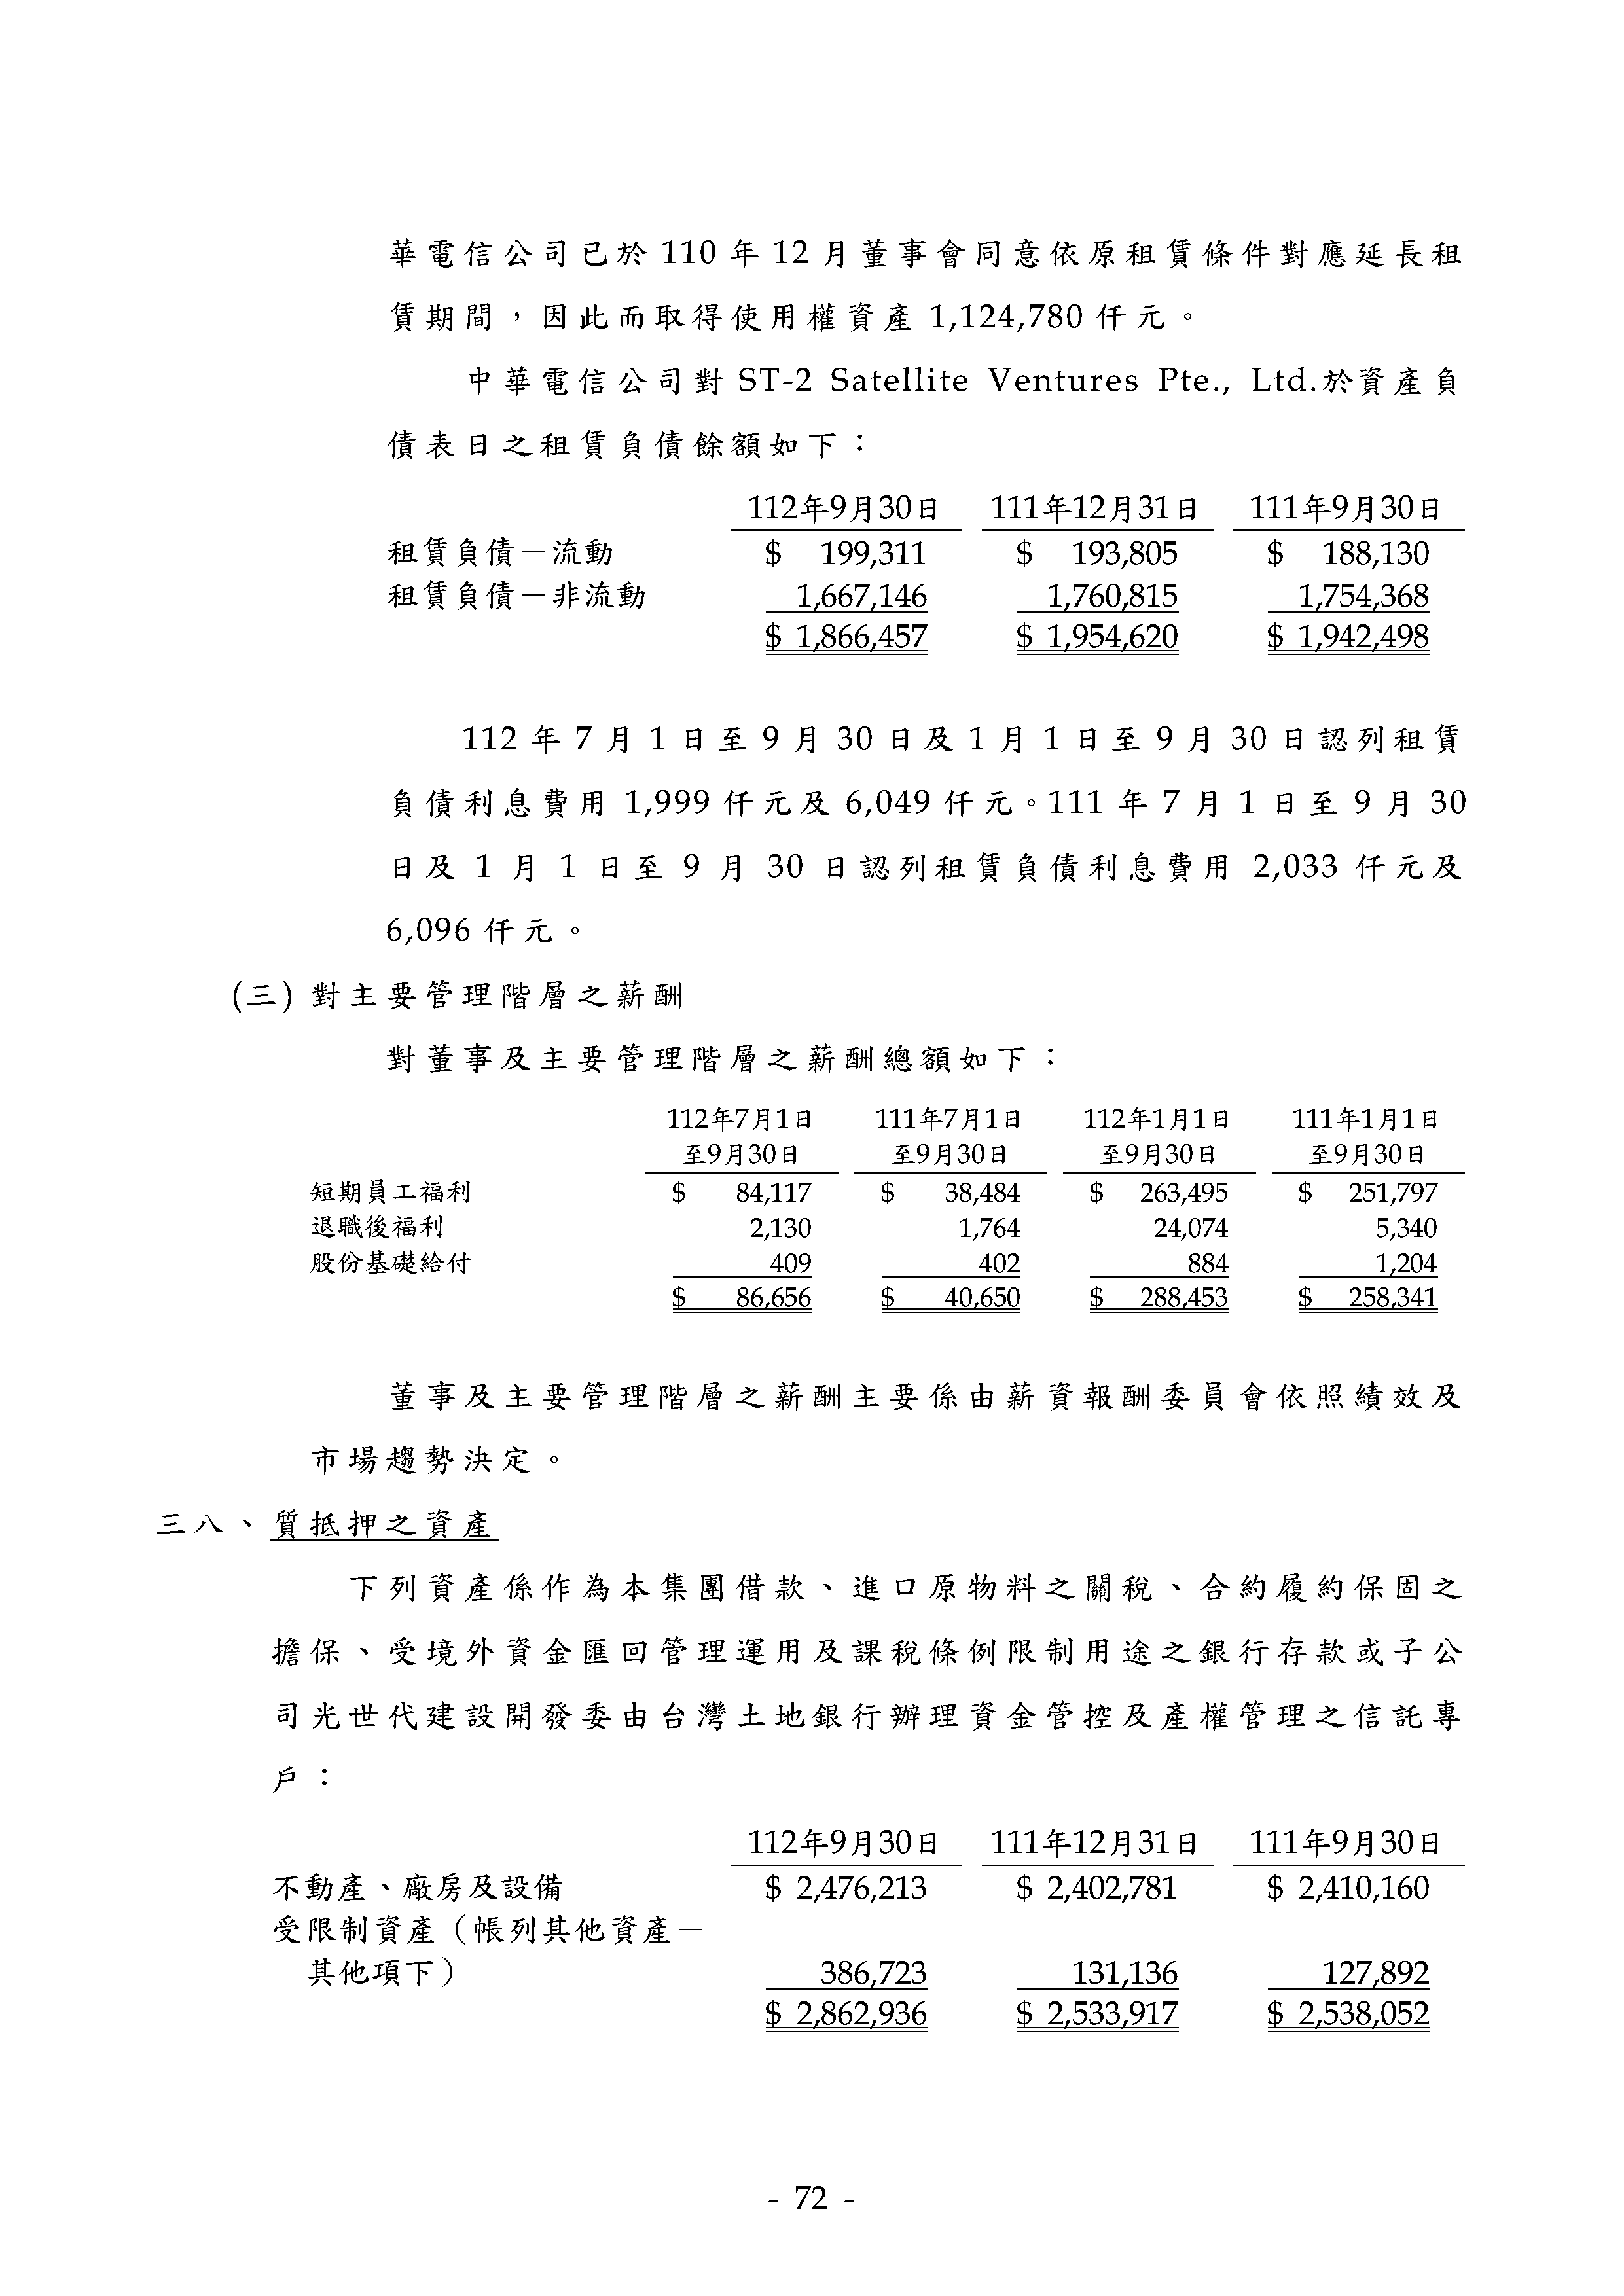 華電信公司已於 110 年 12 月董事會同意依原租賃條件對應延長租
賃期間，因此而取得使用權資產 1,124,780 仟元。
中華電信公司對 ST-2 Satellite Ventures Pte., Ltd.於資產負
債表日之租賃負債餘額如下：
112年9月30日 111年12月31日 111年9月30日
租賃負債－流動 $ 199,311 $ 193,805 $ 188,130
租賃負債－非流動 1,667,146 1,760,815 1,754,368
$ 1,866,457 $ 1,954,620 $ 1,942,498
112 年 7 月 1 日至 9 月 30 日及 1 月 1 日至 9 月 30 日認列租賃
負債利息費用 1,999 仟元及 6,049 仟元。111 年 7 月 1 日至 9 月 30
日及 1 月 1 日至 9 月 30 日認列租賃負債利息費用 2,033 仟元及
6,096 仟元。
(三) 對主要管理階層之薪酬
對董事及主要管理階層之薪酬總額如下：
112年7月1日 111年7月1日 112年1月1日 111年1月1日
至9月30日 至9月30日 至9月30日 至9月30日
短期員工福利 $ 84,117 $ 38,484 $ 263,495 $ 251,797
退職後福利 2,130 1,764 24,074 5,340
股份基礎給付 409 402 884 1,204
$ 86,656 $ 40,650 $ 288,453 $ 258,341
董事及主要管理階層之薪酬主要係由薪資報酬委員會依照績效及
市場趨勢決定。
三八、質抵押之資產
下列資產係作為本集團借款、進口原物料之關稅、合約履約保固之
擔保、受境外資金匯回管理運用及課稅條例限制用途之銀行存款或子公
司光世代建設開發委由台灣土地銀行辦理資金管控及產權管理之信託專
戶：
112年9月30日 111年12月31日 111年9月30日
不動產、廠房及設備 $ 2,476,213 $ 2,402,781 $ 2,410,160
受限制資產（帳列其他資產－
其他項下） 386,723 131,136 127,892
$ 2,862,936 $ 2,533,917 $ 2,538,052
- 72 -